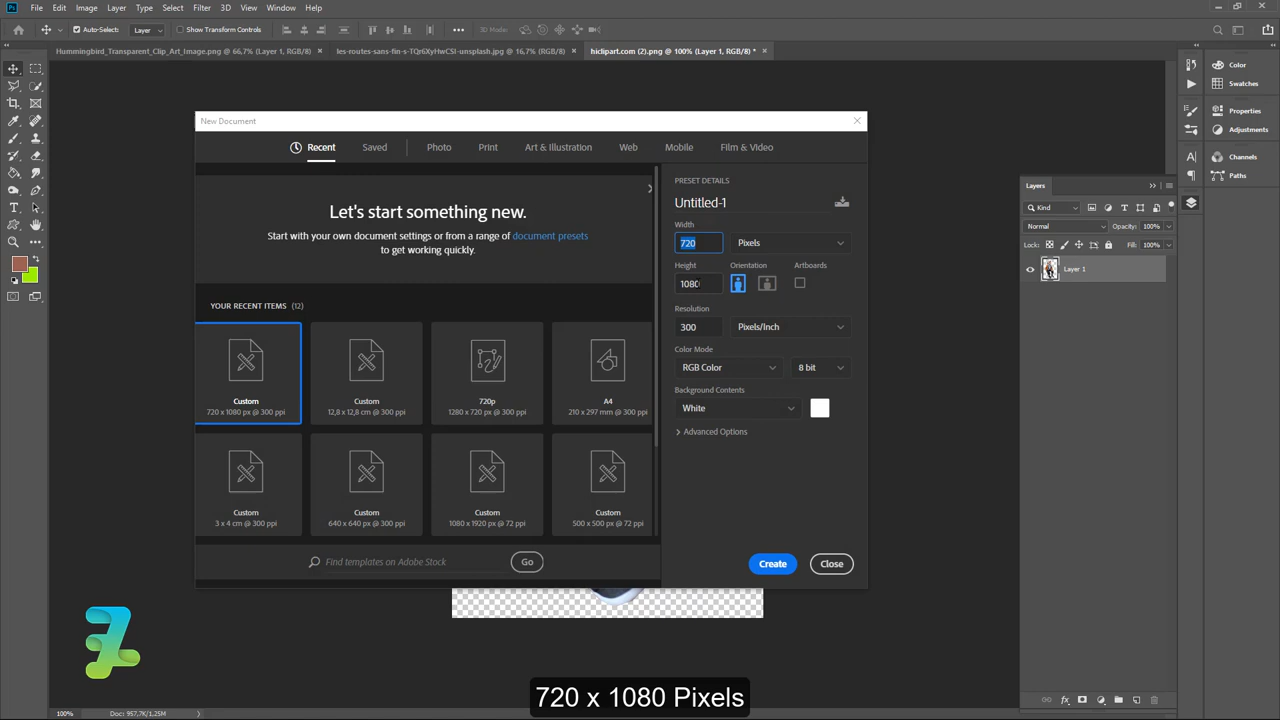 Ps File Edit Image Layer Type Select Filter 3D View Window Help
Auto-Select: Layer Show Transform Controls ••• 3D Mode:
Hummingbird_Transparent_Clip_Art_Image.png @ 66,7% (Layer 1, RGB/8) × les-routes-sans-fin-s-TQr6XyHwCSI-unsplash.jpg @ 16,7% (RGB/8) × hiclipart.com (2).png @ 100% (Layer 1, RGB/8) * ×
New Document
Recent Saved Photo Print Art & Illustration Web Mobile Film & Video
Let's start something new.
Start with your own document settings or from a range of document presets
to get working quickly.
YOUR RECENT ITEMS (12)
Custom
720 x 1080 px @ 300 ppi
Custom
12,8 x 12,8 cm @ 300 ppi
720p
1280 x 720 px @ 300 ppi
A4
210 x 297 mm @ 300 ppi
Custom
3 x 4 cm @ 300 ppi
Custom
640 x 640 px @ 300 ppi
Custom
1080 x 1920 px @ 72 ppi
Custom
500 x 500 px @ 72 ppi
Find templates on Adobe Stock Go
PRESET DETAILS
Untitled-1
Width
720 Pixels
Height Orientation Artboards
1080
Resolution
300 Pixels/Inch
Color Mode
RGB Color 8 bit
Background Contents
White
Advanced Options
Create Close
Color
Swatches
Properties
Adjustments
Channels
Paths
Layers
Kind
Normal Opacity: 100%
Lock: Fill: 100%
Layer 1
fx
720 x 1080 Pixels
100% Doc: 957,7K/1,25M